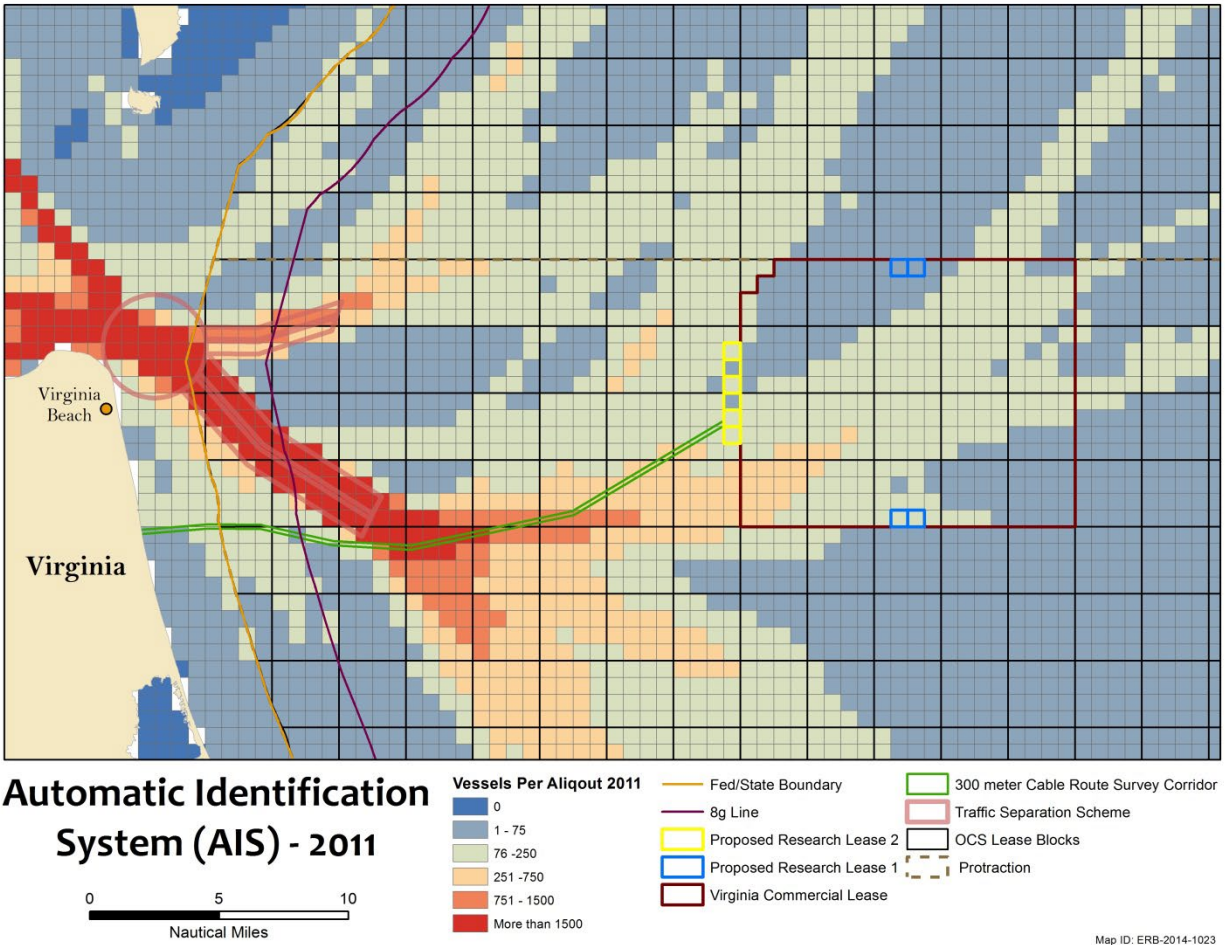 Virginia
Beach
Virginia
Automatic Identification
System (AIS) - 2011
0 5 10
Nautical Miles
Vessels Per Aliqout 2011
0
1 - 75
76 -250
251 -750
751 - 1500
More than 1500
Fed/State Boundary
8g Line
Proposed Research Lease 2
Proposed Research Lease 1
Virginia Commercial Lease
300 meter Cable Route Survey Corridor
Traffic Separation Scheme
OCS Lease Blocks
Protraction
Map ID: ERB-2014-1023